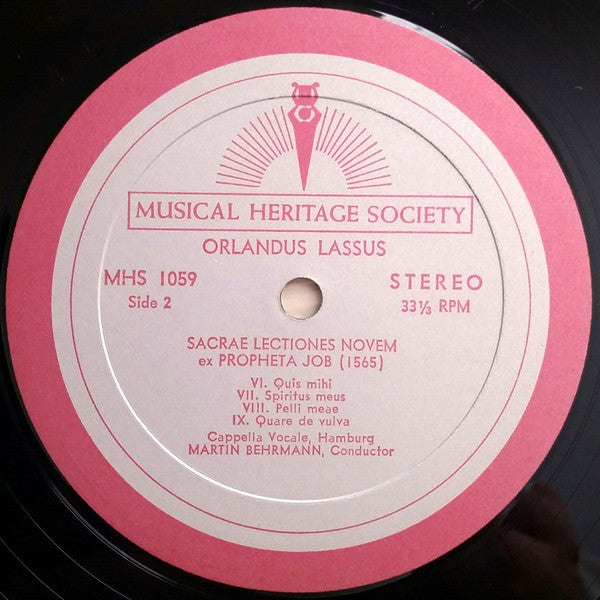 MUSICAL HERITAGE SOCIETY
ORLANDUS LASSUS
MHS 1059
Side 2
STEREO
33⅓ RPM
SACRAE LECTIONES NOVEM
ex PROPHETA JOB (1565)
VI. Quis mihi
VII. Spiritus meus
VIII. Pelli meae
IX. Quare de vulva
Cappella Vocale, Hamburg
MARTIN BEHRMANN, Conductor